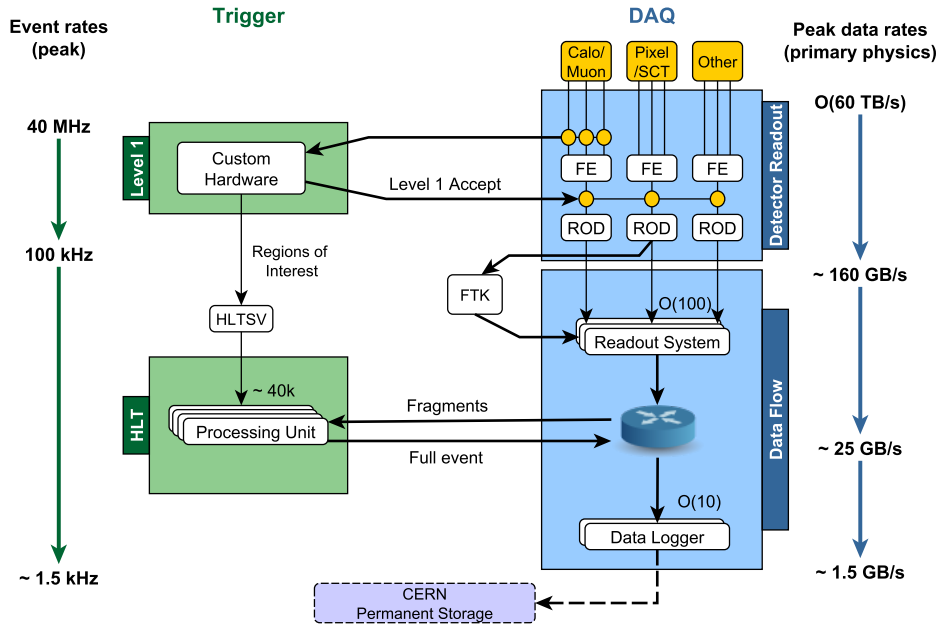 Trigger
DAQ
Event rates
(peak)
Peak data rates
(primary physics)
Calo/
Muon
Pixel
/SCT
Other
O(60 TB/s)
40 MHz
Level 1
Custom
Hardware
FE
FE
FE
Level 1 Accept
Detector Readout
ROD
ROD
ROD
100 kHz
Regions of
Interest
~ 160 GB/s
FTK
O(100)
HLTSV
Readout System
~ 40k
HLT
Processing Unit
Fragments
Full event
Data Flow
~ 25 GB/s
O(10)
Data Logger
~ 1.5 kHz
~ 1.5 GB/s
CERN
Permanent Storage